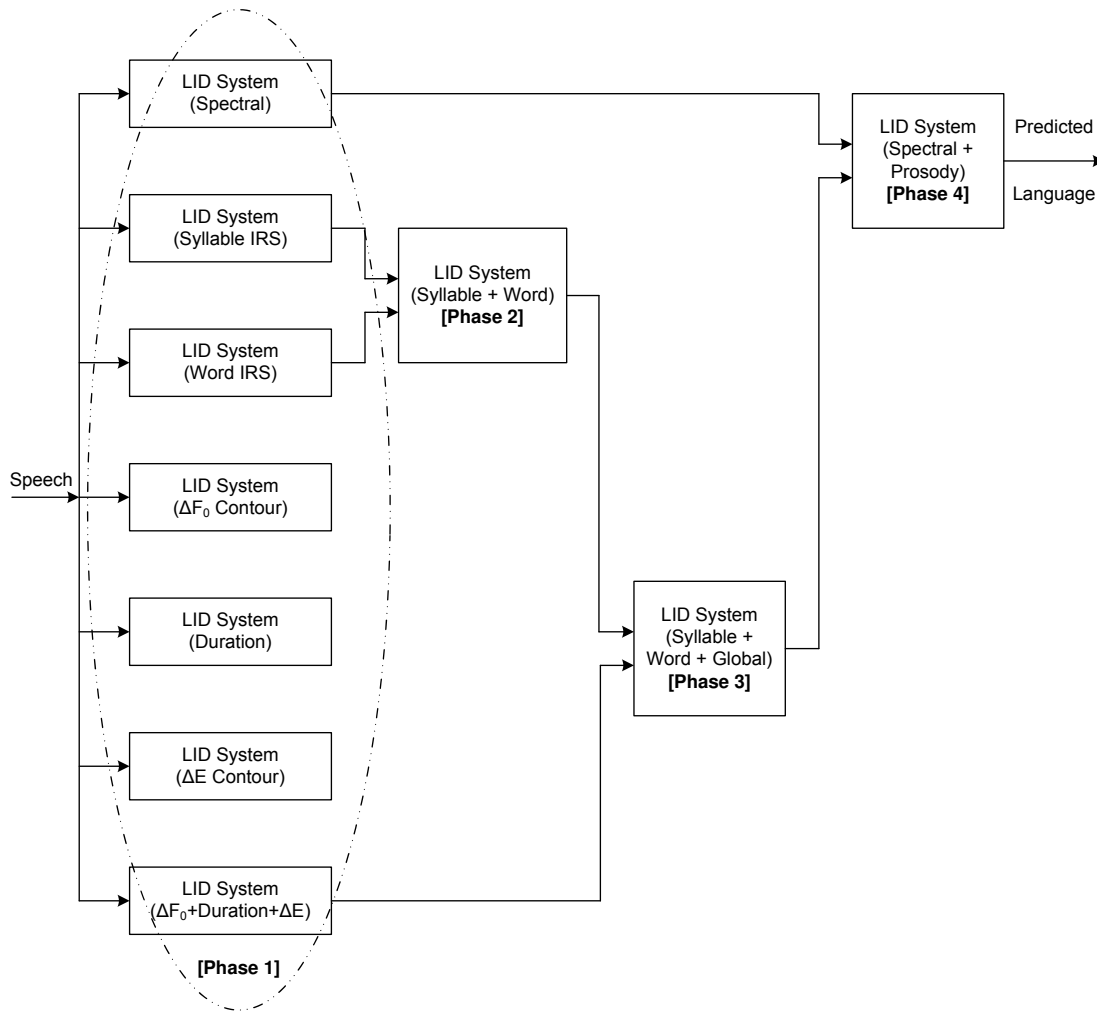 LID System
(Spectral)
LID System
(Spectral +
Prosody)
[Phase 4]
Predicted
Language
LID System
(Syllable IRS)
LID System
(Syllable + Word)
[Phase 2]
LID System
(Word IRS)
Speech
LID System
(ΔF₀ Contour)
LID System
(Duration)
LID System
(Syllable +
Word + Global)
[Phase 3]
LID System
(ΔE Contour)
LID System
(ΔF₀+Duration+ΔE)
[Phase 1]